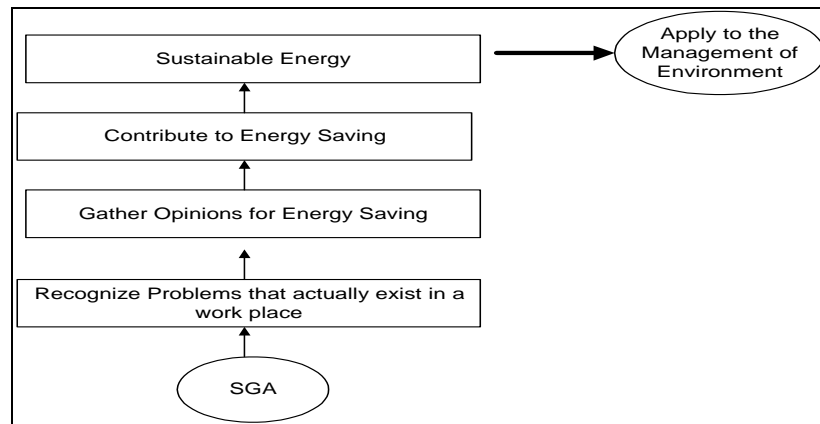 Sustainable Energy
Apply to the
Management of
Environment
Contribute to Energy Saving
Gather Opinions for Energy Saving
Recognize Problems that actually exist in a
work place
SGA